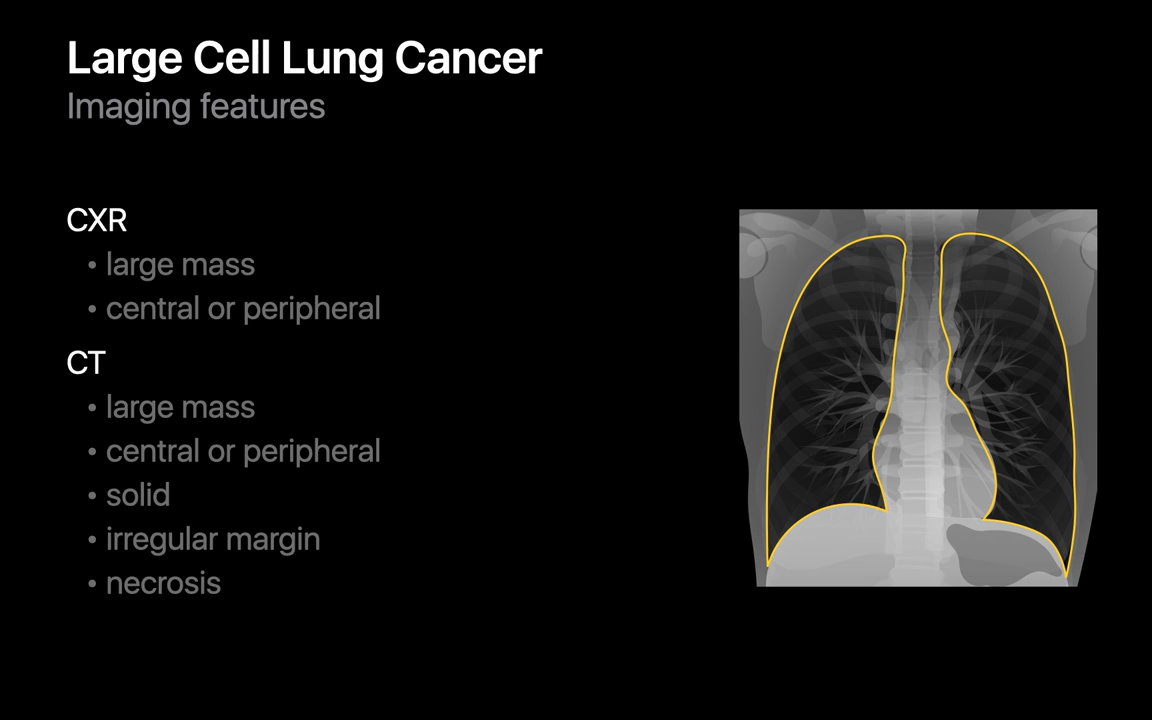 Large Cell Lung Cancer
Imaging features
CXR
• large mass
• central or peripheral
CT
• large mass
• central or peripheral
• solid
• irregular margin
• necrosis